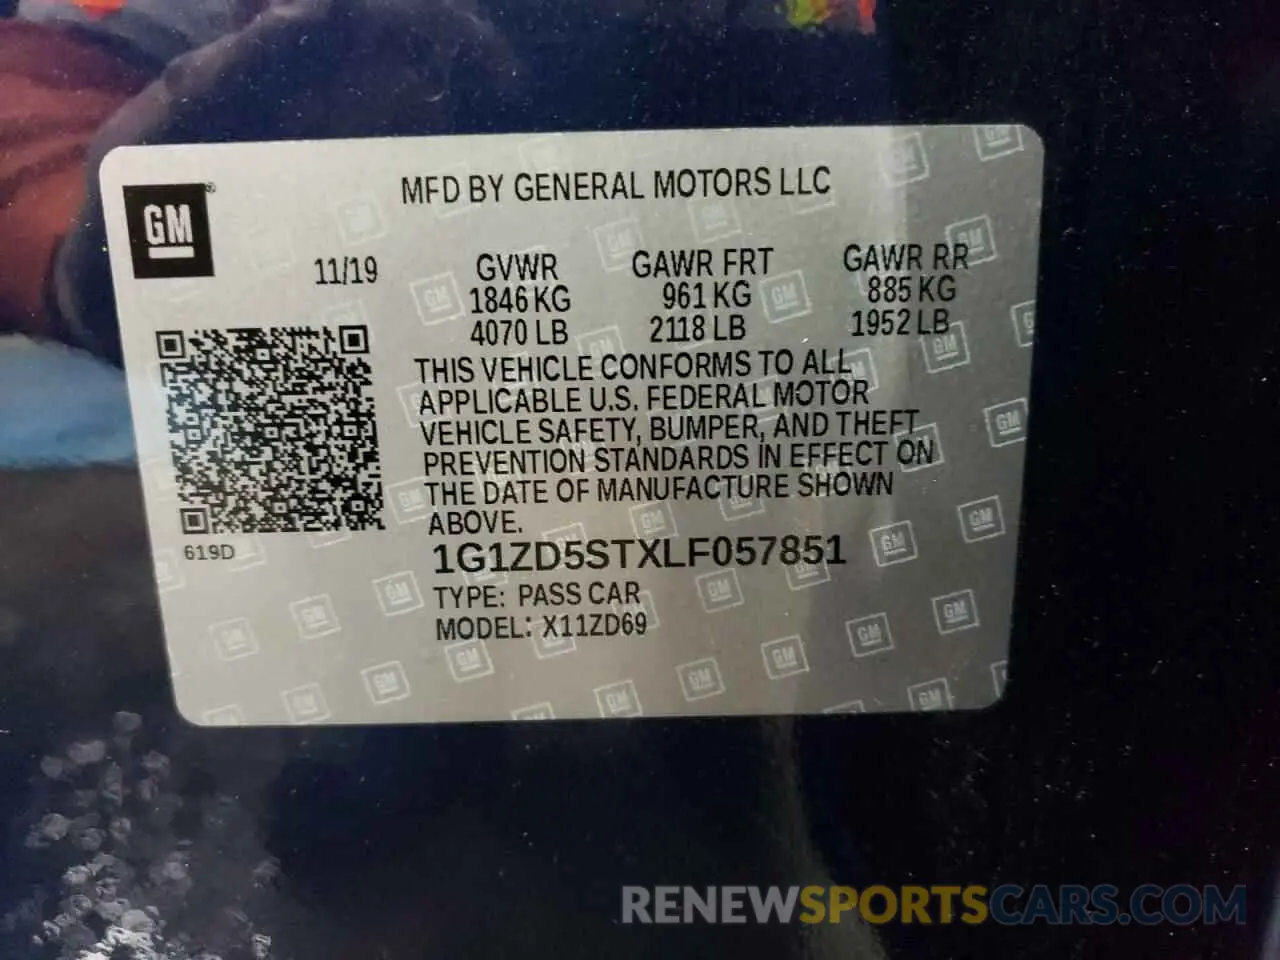 MFD BY GENERAL MOTORS LLC
GM®
11/19 GVWR GAWR FRT GAWR RR
1846 KG 961 KG 885 KG
4070 LB 2118 LB 1952 LB
THIS VEHICLE CONFORMS TO ALL
APPLICABLE U.S. FEDERAL MOTOR
VEHICLE SAFETY, BUMPER, AND THEFT
PREVENTION STANDARDS IN EFFECT ON
THE DATE OF MANUFACTURE SHOWN
ABOVE.
619D
1G1ZD5STXLF057851
TYPE: PASS CAR
MODEL: X11ZD69
RENEWSPORTSCARS.COM